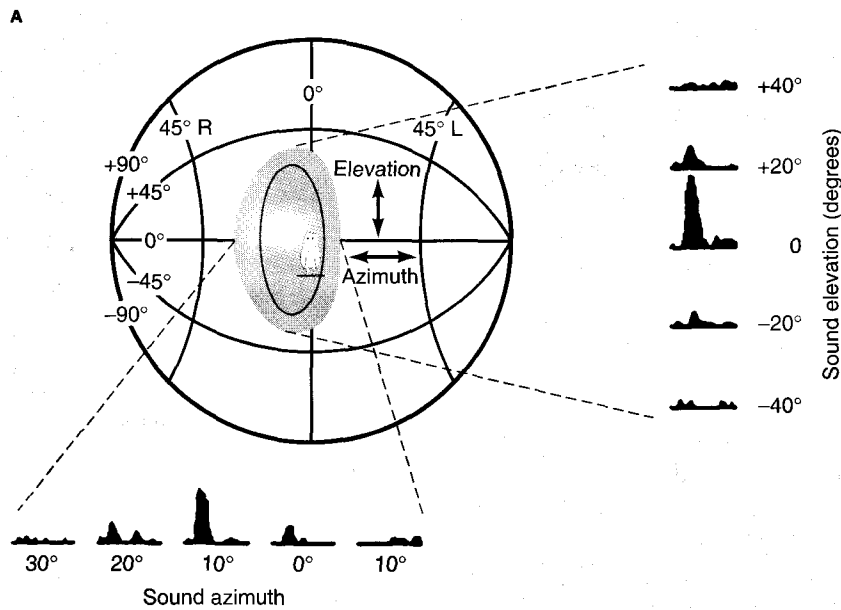 A
0°
45° R
45° L
+90°
+45°
Elevation
0°
−45°
Azimuth
−90°
+40°
+20°
0
−20°
−40°
Sound elevation (degrees)
30°
20°
10°
0°
10°
Sound azimuth